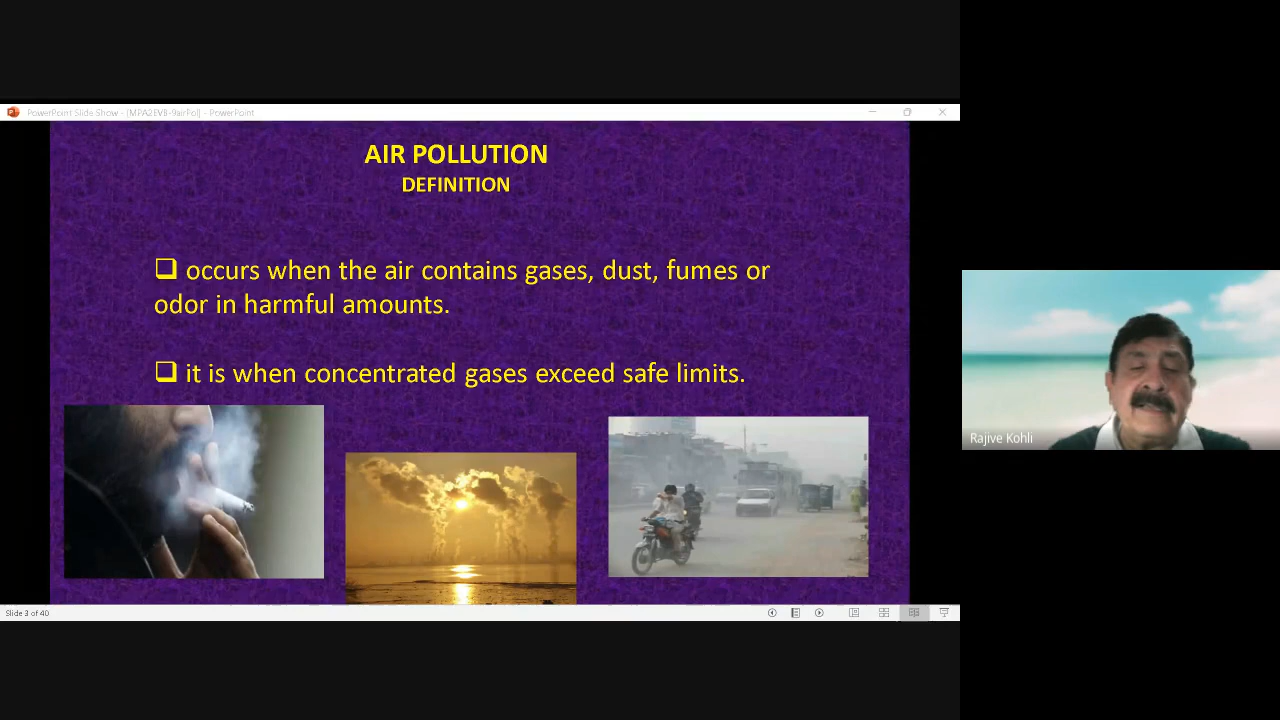 PowerPoint Slide Show - [MPA2EVB-9airPol] - PowerPoint
AIR POLLUTION
DEFINITION
occurs when the air contains gases, dust, fumes or
odor in harmful amounts.
it is when concentrated gases exceed safe limits.
Rajive Kohli
Slide 3 of 40